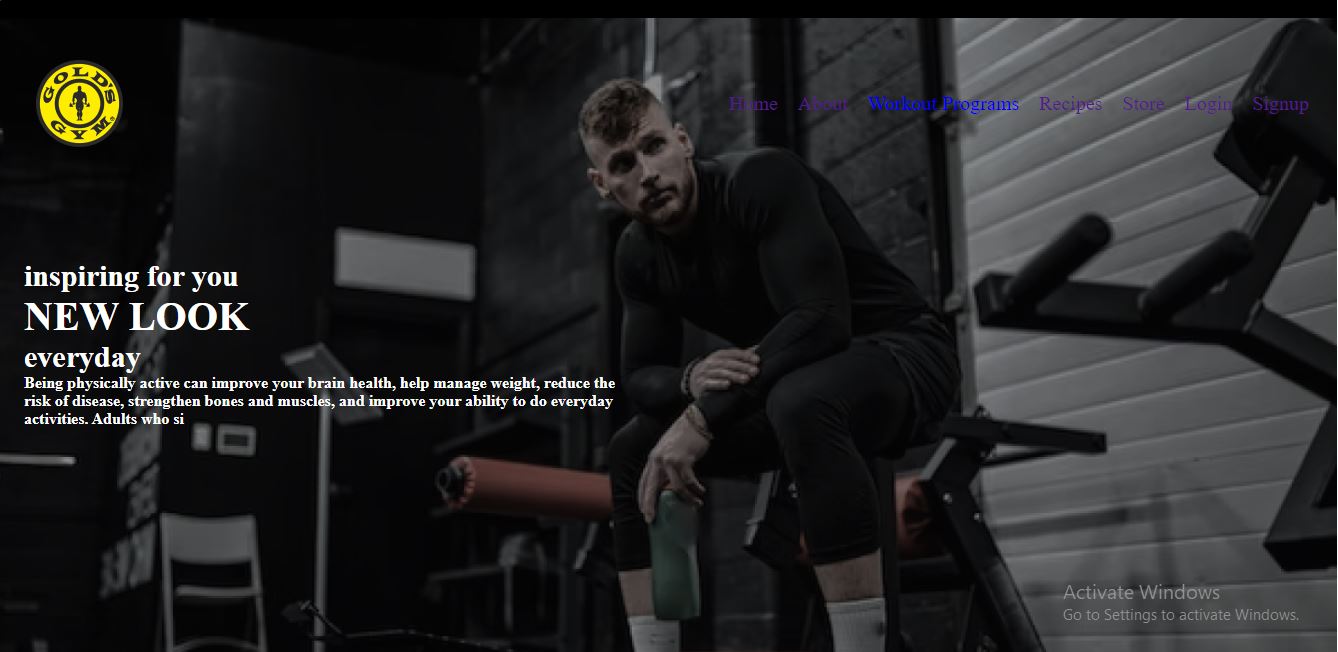 GOLD'S GYM
Home About Workout Programs Recipes Store Login Signup
inspiring for you
NEW LOOK
everyday
Being physically active can improve your brain health, help manage weight, reduce the
risk of disease, strengthen bones and muscles, and improve your ability to do everyday
activities. Adults who si
Activate Windows
Go to Settings to activate Windows.